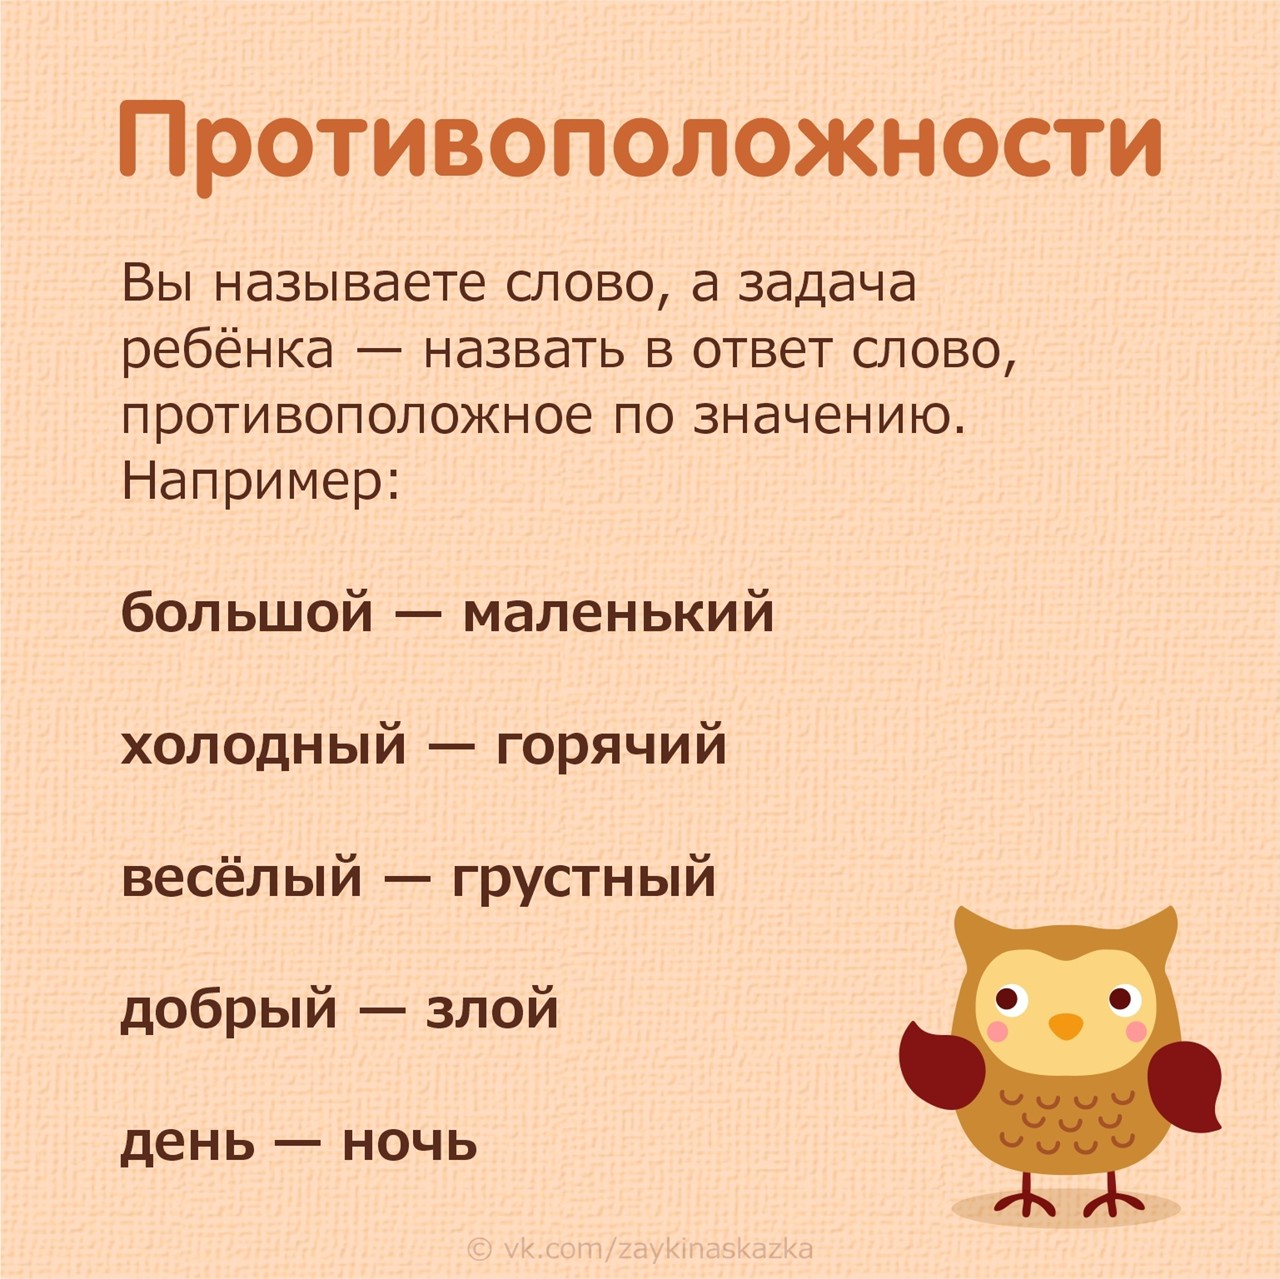 Противоположности
Вы называете слово, а задача
ребёнка — назвать в ответ слово,
противоположное по значению.
Например:
большой — маленький
холодный — горячий
весёлый — грустный
добрый — злой
день — ночь
© vk.com/zaykinaskazka